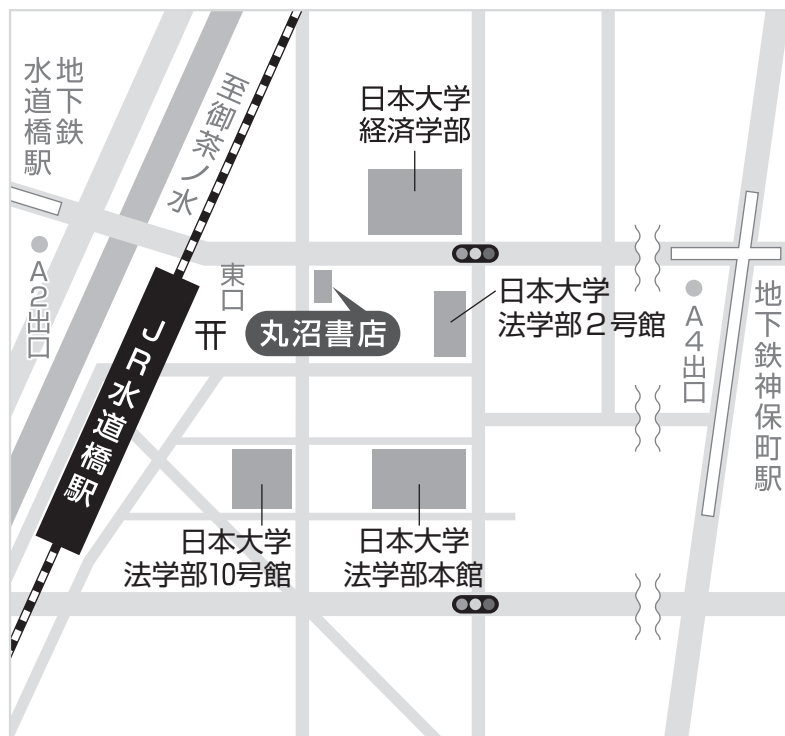 地下鉄
水道橋駅
至御茶ノ水
日本大学
経済学部
A2出口
東口
丸沼書店
日本大学
法学部2号館
A4出口
地下鉄神保町駅
JR水道橋駅
日本大学
法学部10号館
日本大学
法学部本館